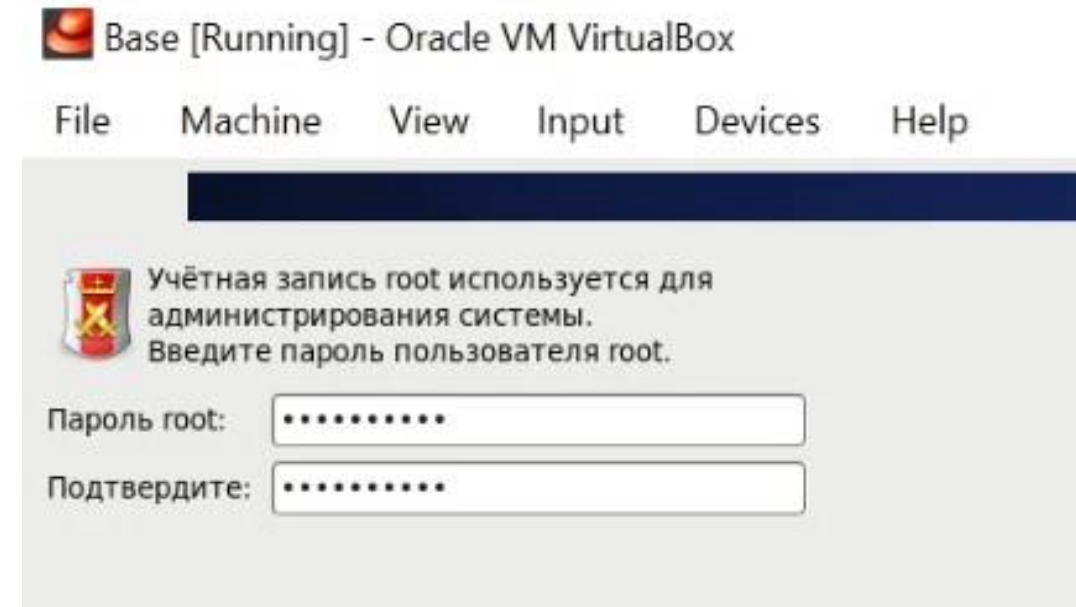 Base [Running] - Oracle VM VirtualBox
File Machine View Input Devices Help
Учётная запись root используется для
администрирования системы.
Введите пароль пользователя root.
Пароль root: ••••••••••
Подтвердите: ••••••••••